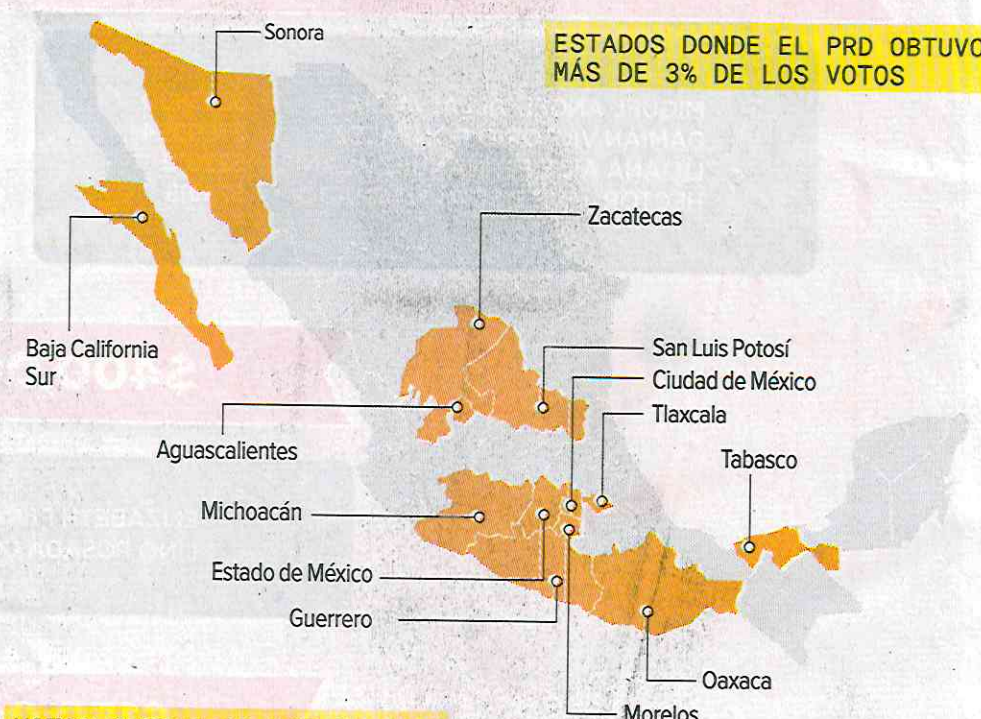 ESTADOS DONDE EL PRD OBTUVO
MÁS DE 3% DE LOS VOTOS
Sonora
Zacatecas
Baja California
Sur
San Luis Potosí
Ciudad de México
Tlaxcala
Aguascalientes
Tabasco
Michoacán
Estado de México
Guerrero
Oaxaca
Morelos